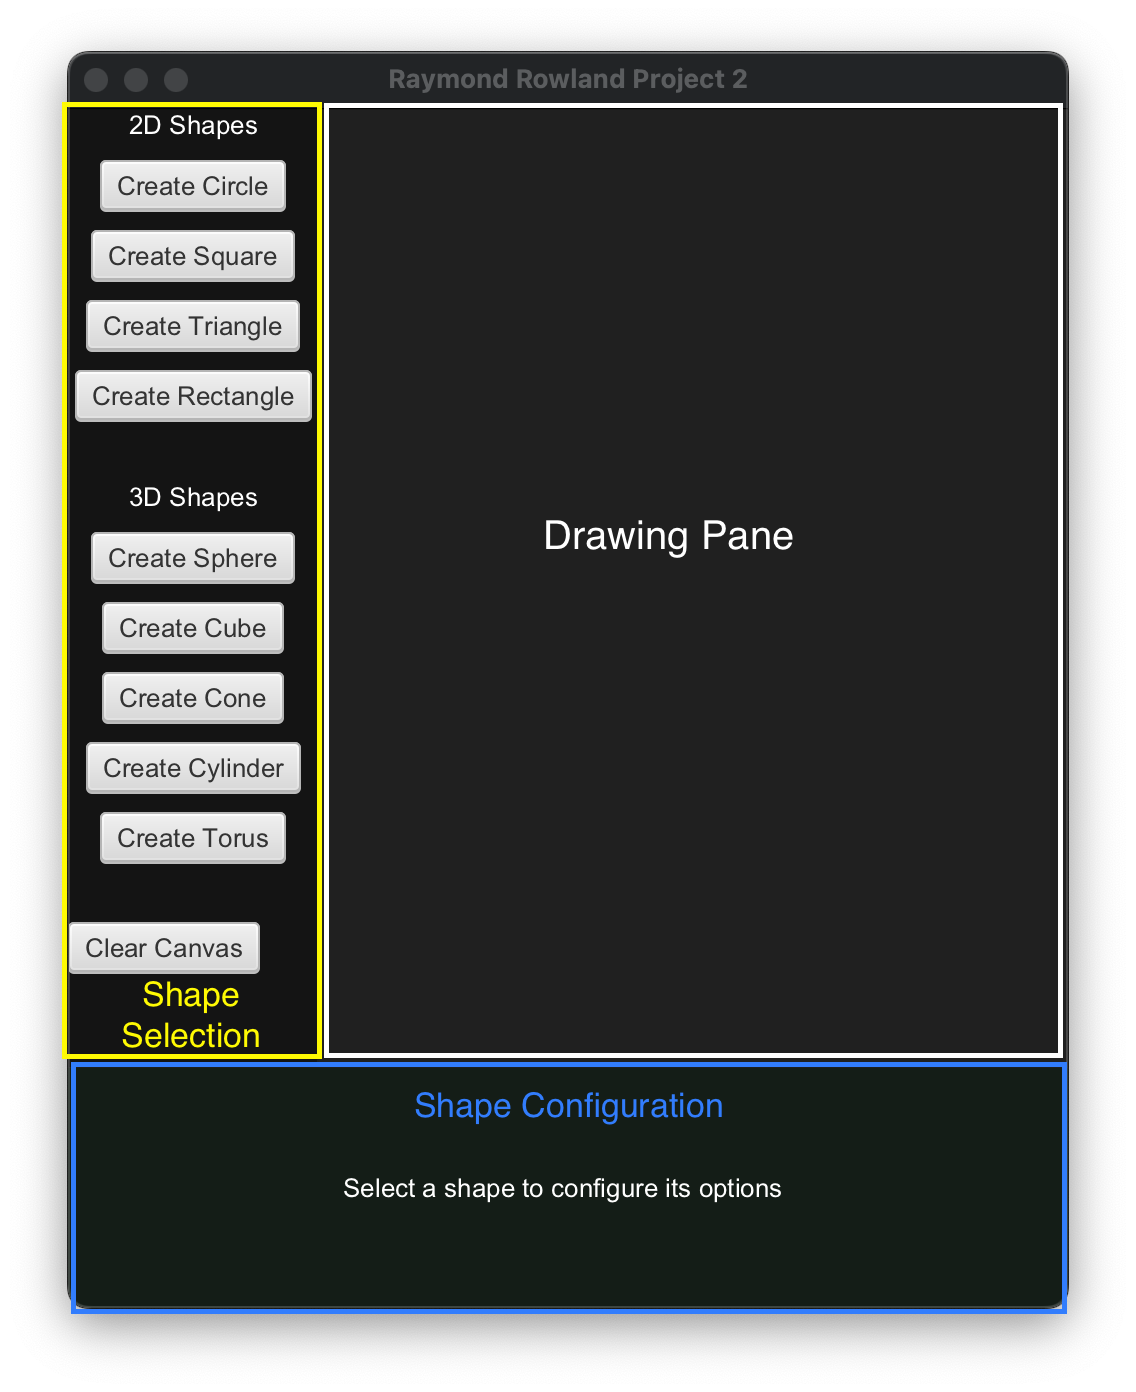 Raymond Rowland Project 2
2D Shapes
Create Circle
Create Square
Create Triangle
Create Rectangle
3D Shapes
Create Sphere
Create Cube
Create Cone
Create Cylinder
Create Torus
Clear Canvas
Shape
Selection
Drawing Pane
Shape Configuration
Select a shape to configure its options